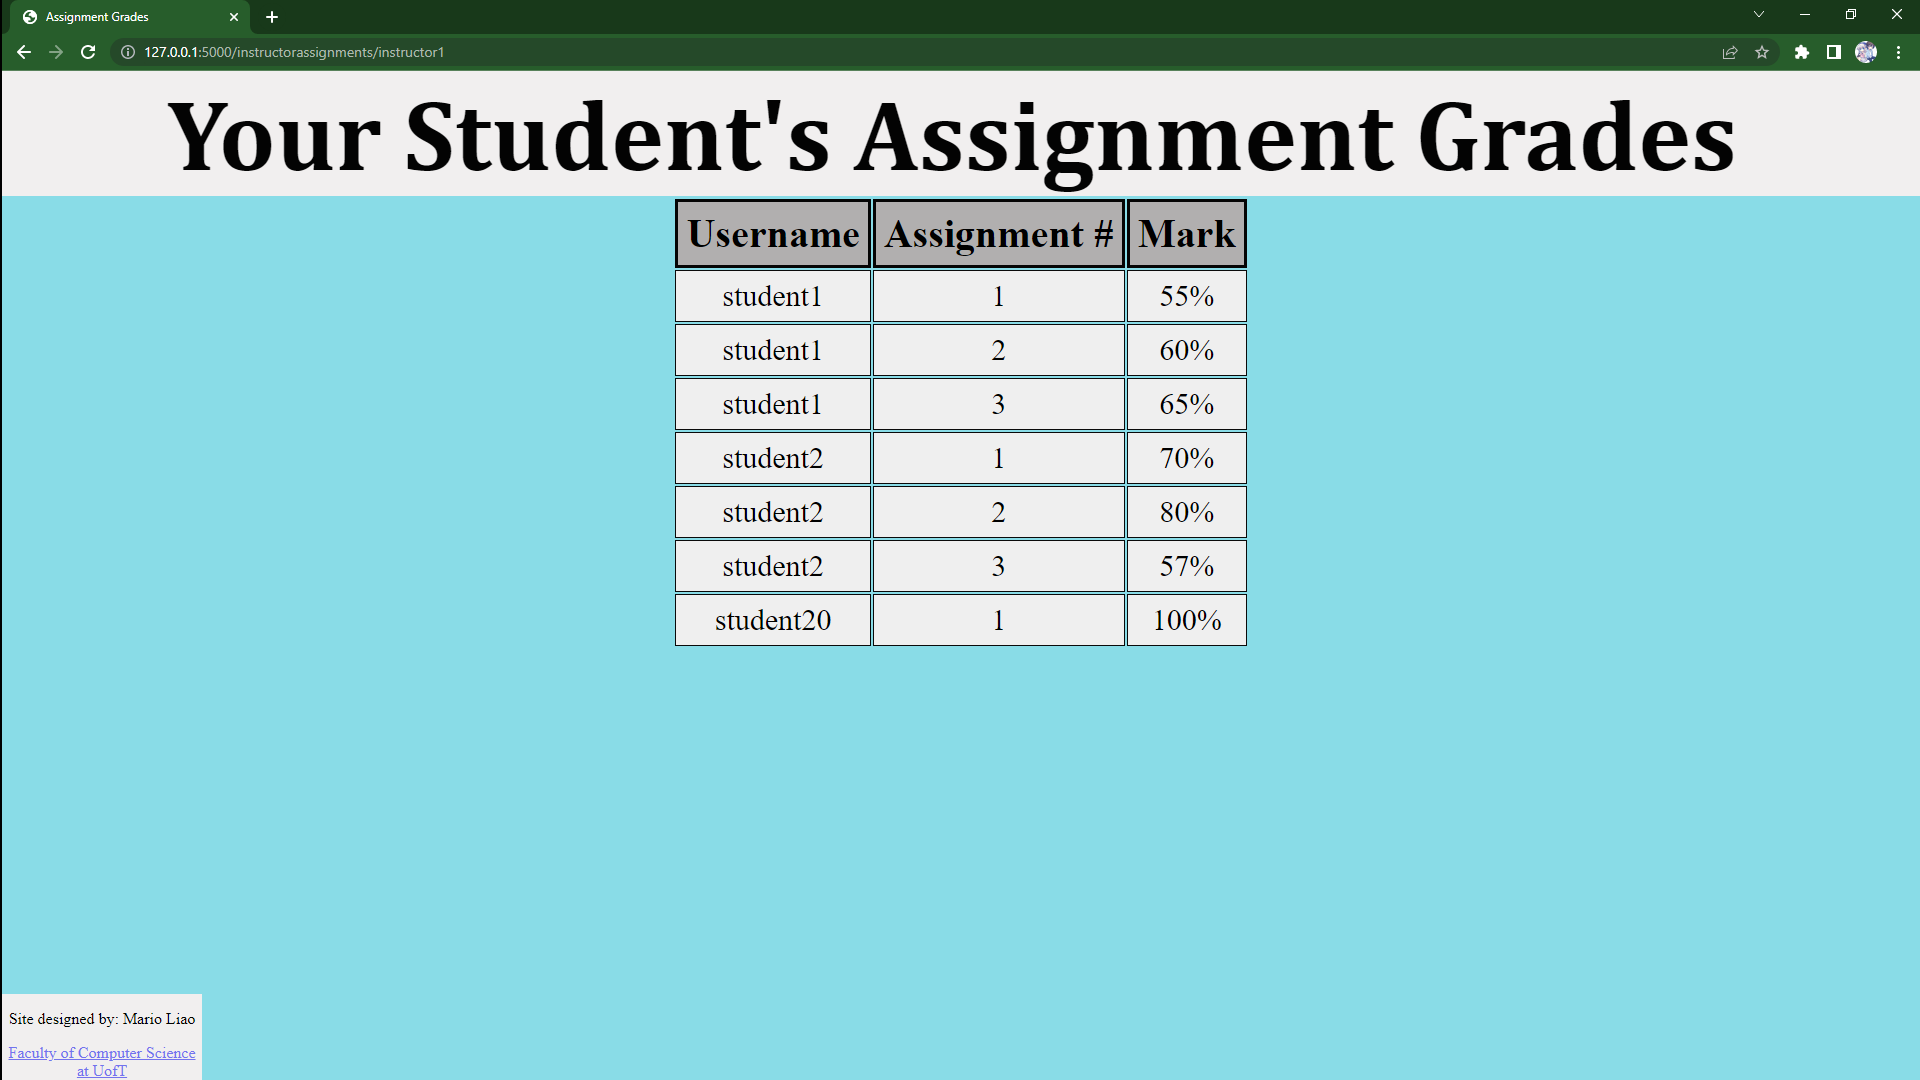 Assignment Grades
127.0.0.1:5000/instructorassignments/instructor1
Your Student's Assignment Grades
Username Assignment # Mark
student1 1 55%
student1 2 60%
student1 3 65%
student2 1 70%
student2 2 80%
student2 3 57%
student20 1 100%
Site designed by: Mario Liao
Faculty of Computer Science
at UofT